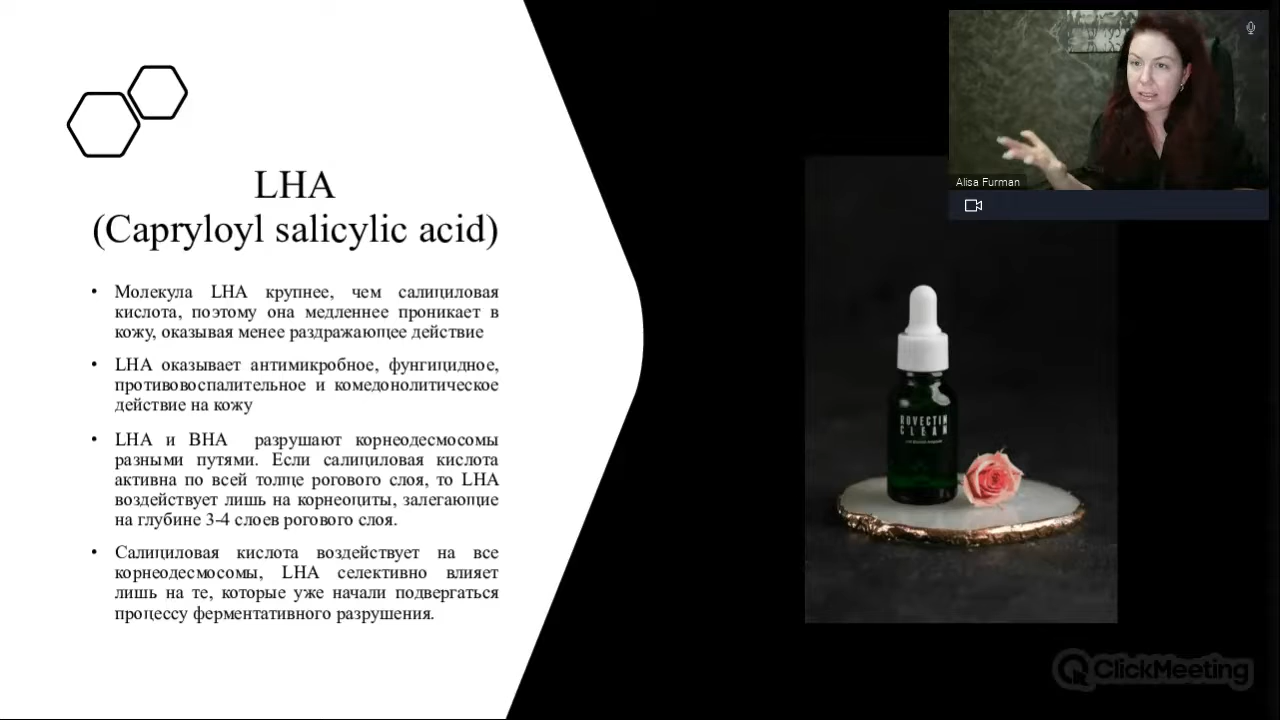 LHA
(Capryloyl salicylic acid)
• Молекула LHA крупнее, чем салициловая
кислота, поэтому она медленнее проникает в
кожу, оказывая менее раздражающее действие
• LHA оказывает антимикробное, фунгицидное,
противовоспалительное и комедонолитическое
действие на кожу
• LHA и BHA разрушают корнеодесмосомы
разными путями. Если салициловая кислота
активна по всей толще рогового слоя, то LHA
воздействует лишь на корнеоциты, залегающие
на глубине 3-4 слоев рогового слоя.
• Салициловая кислота воздействует на все
корнеодесмосомы, LHA селективно влияет
лишь на те, которые уже начали подвергаться
процессу ферментативного разрушения.
Alisa Furman
ROVECTIN
CLEAN
ClickMeeting